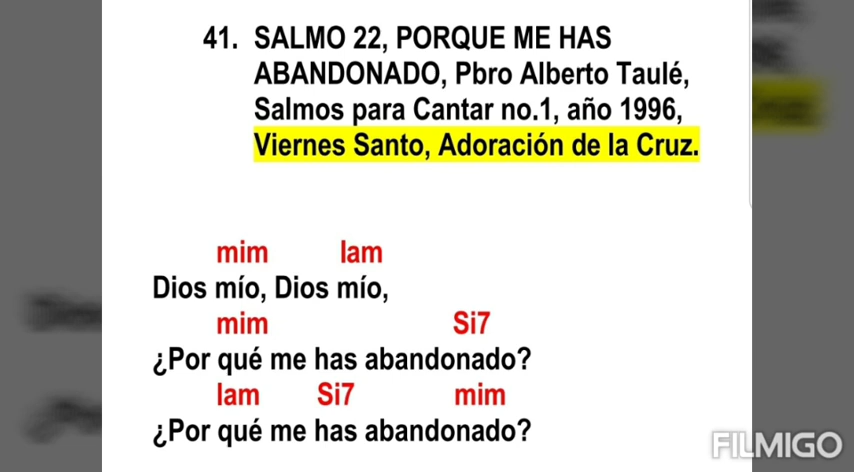 41. SALMO 22, PORQUE ME HAS
ABANDONADO, Pbro Alberto Taulé,
Salmos para Cantar no.1, año 1996,
Viernes Santo, Adoración de la Cruz.
mim lam
Dios mío, Dios mío,
mim Si7
¿Por qué me has abandonado?
lam Si7 mim
¿Por qué me has abandonado?
FILMIGO